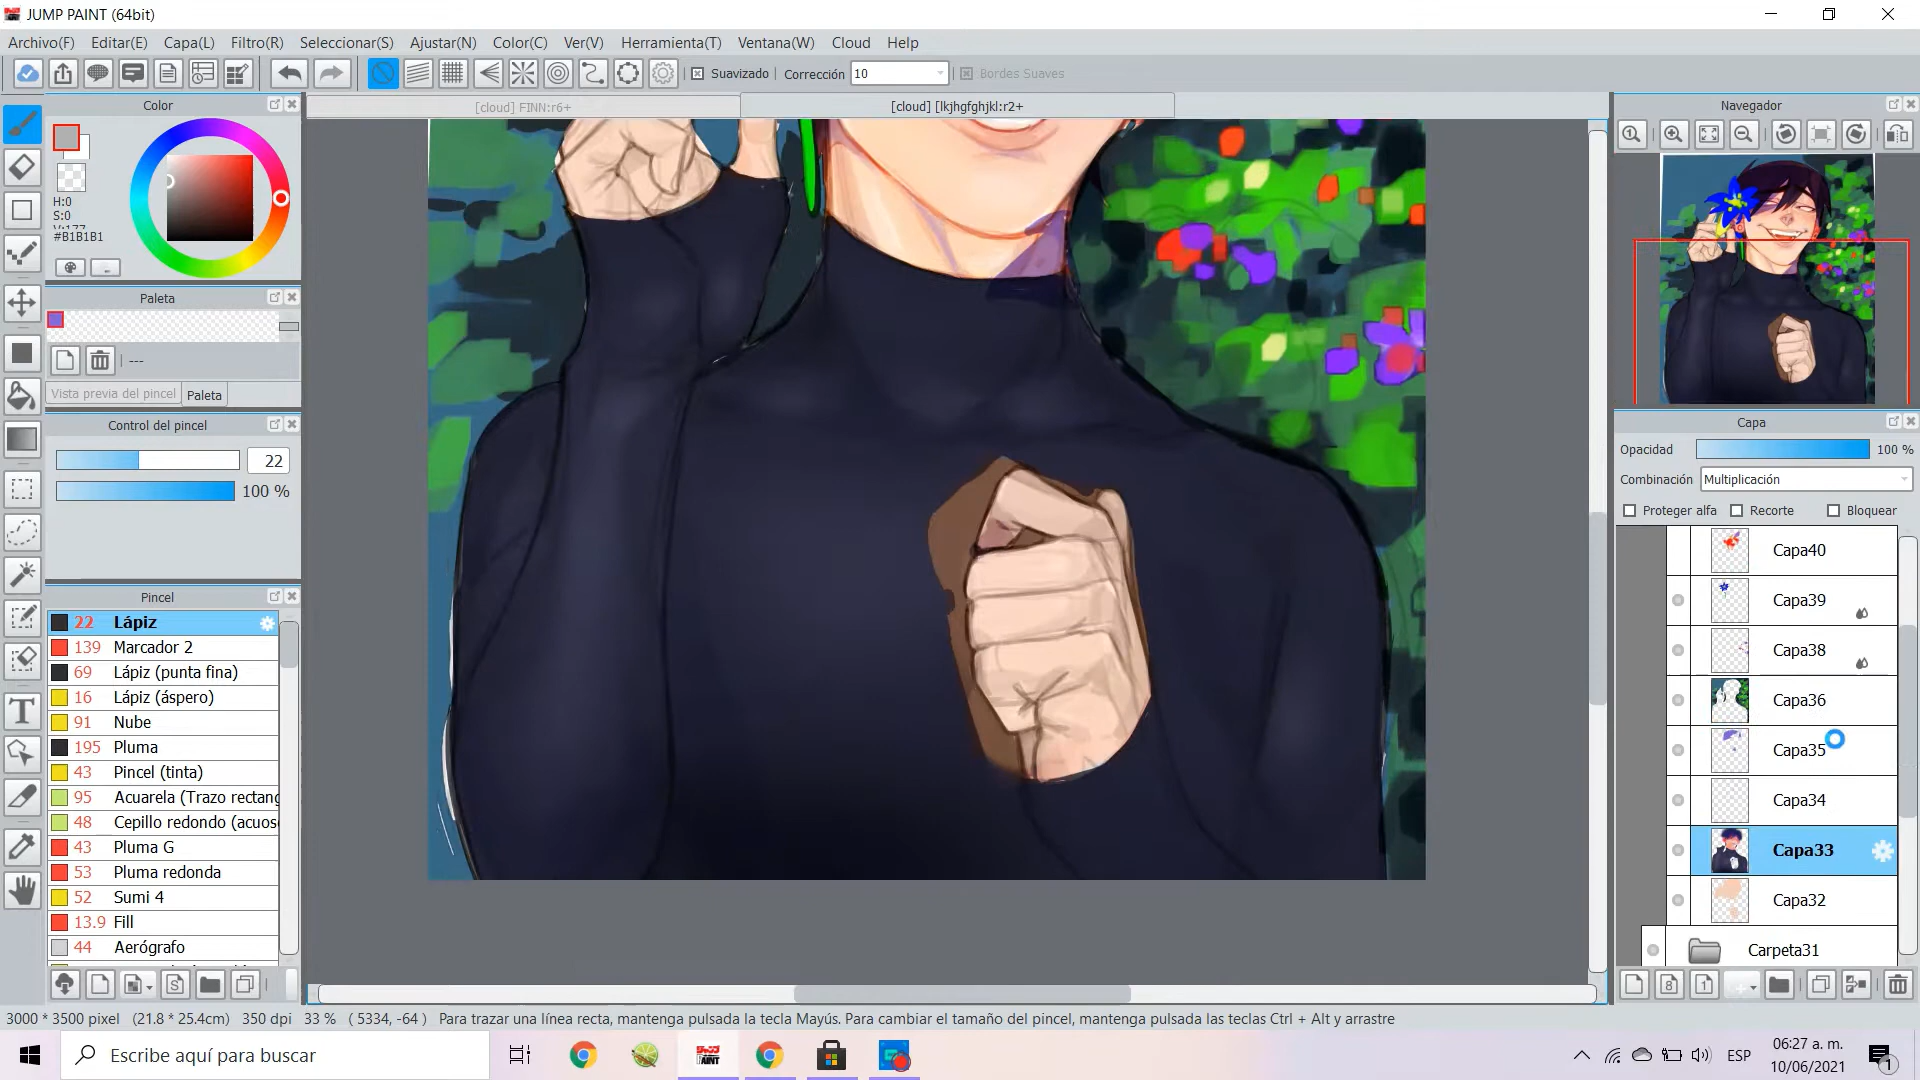 JUMP PAINT (64bit)
Archivo(F) Editar(E) Capa(L) Filtro(R) Seleccionar(S) Ajustar(N) Color(C) Ver(V) Herramienta(T) Ventana(W) Cloud Help
Suavizado Corrección 10 Bordes Suaves
Color
[cloud] FINN:r6+
[cloud] [lkjhgfghjkl:r2+
Navegador
H:0
S:0
V:177
#B1B1B1
Paleta
---
Vista previa del pincel Paleta
Control del pincel
22
100 %
Pincel
22 Lápiz
139 Marcador 2
69 Lápiz (punta fina)
16 Lápiz (áspero)
91 Nube
195 Pluma
43 Pincel (tinta)
95 Acuarela (Trazo rectang
48 Cepillo redondo (acuos
43 Pluma G
53 Pluma redonda
52 Sumi 4
13.9 Fill
44 Aerógrafo
Capa
Opacidad 100 %
Combinación Multiplicación
Proteger alfa Recorte Bloquear
Capa40
Capa39
Capa38
Capa36
Capa35
Capa34
Capa33
Capa32
Carpeta31
3000 * 3500 pixel (21.8 * 25.4cm) 350 dpi 33 % ( 5334, -64 ) Para trazar una línea recta, mantenga pulsada la tecla Mayús. Para cambiar el tamaño del pincel, mantenga pulsadas las teclas Ctrl + Alt y arrastre
Escribe aquí para buscar
ESP
06:27 a. m.
10/06/2021
1